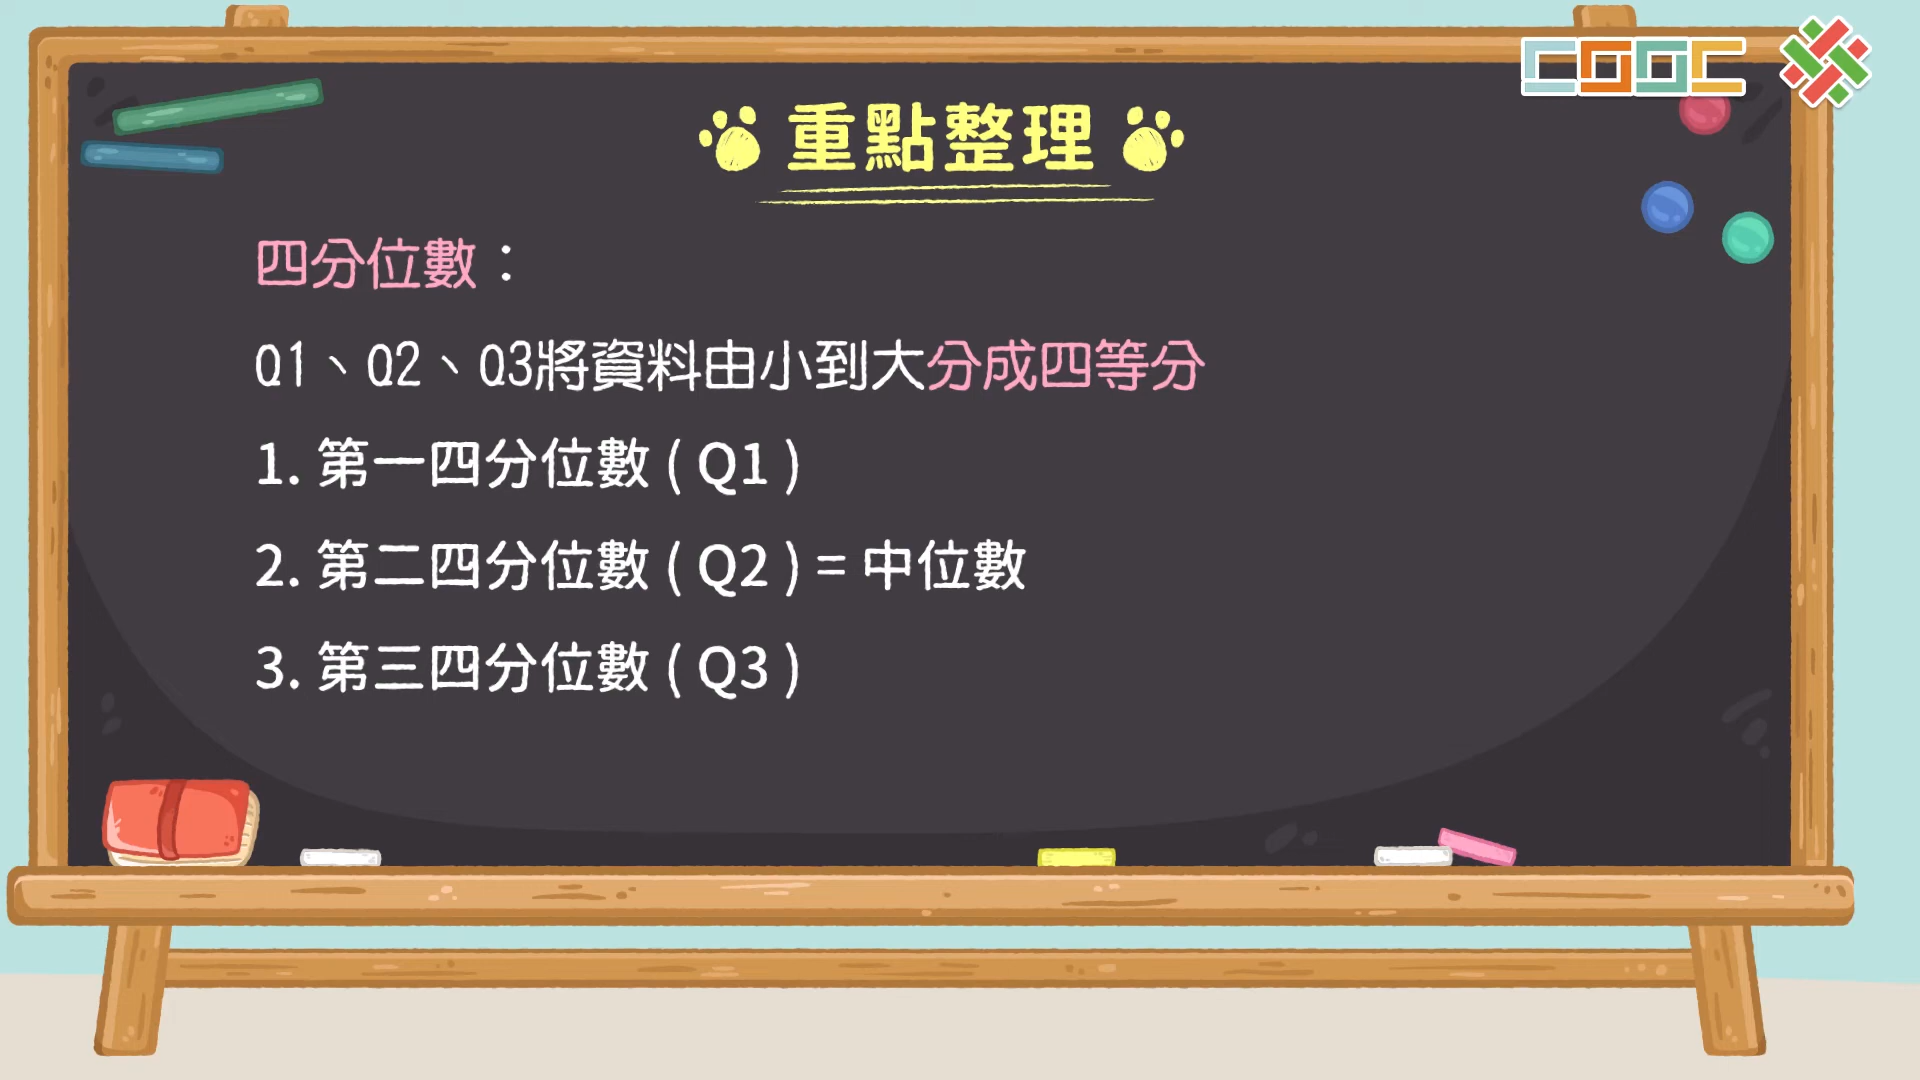 COOC
重點整理
四分位數：
Q1、Q2、Q3將資料由小到大分成四等分
1. 第一四分位數 ( Q1 )
2. 第二四分位數 ( Q2 ) = 中位數
3. 第三四分位數 ( Q3 )